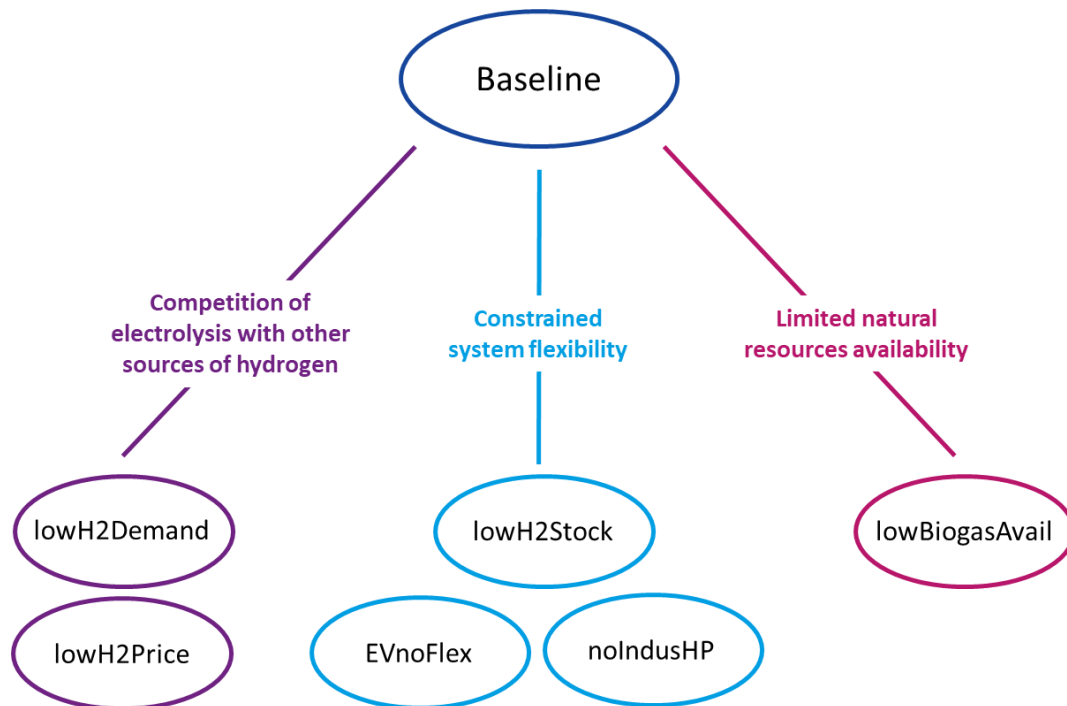 Baseline
Competition of
electrolysis with other
sources of hydrogen
Constrained
system flexibility
Limited natural
resources availability
lowH2Demand
lowH2Stock
lowBiogasAvail
lowH2Price
EVnoFlex
noIndusHP